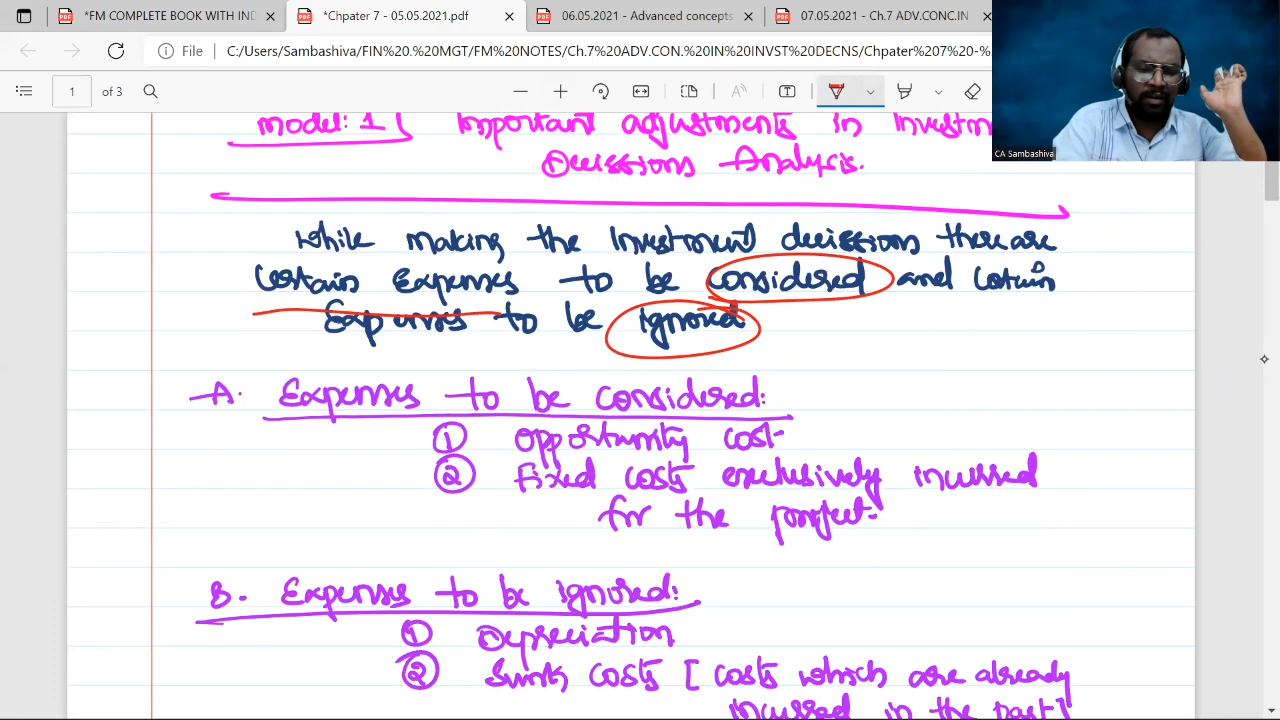 *FM COMPLETE BOOK WITH IND
*Chpater 7 - 05.05.2021.pdf
06.05.2021 - Advanced concepts
07.05.2021 - Ch.7 ADV.CONC.IN
File
C:/Users/Sambashiva/FIN%20.%20MGT/FM%20NOTES/Ch.7%20ADV.CON.%20IN%20INVST%20DECNS/Chpater%207%20-%
1 of 3
CA Sambashiva
model: 1 Important adjustments in Investm
Decisions Analysis.
While making the Investment decisions there are
Certain Expenses to be considered and certain
Expenses to be ignored
A. Expenses to be considered:
① opportunity cost
② Fixed costs exclusively incurred
for the project.
B. Expenses to be ignored:
① Depreciation
② Sunk costs [ costs which are already
incurred in the past]